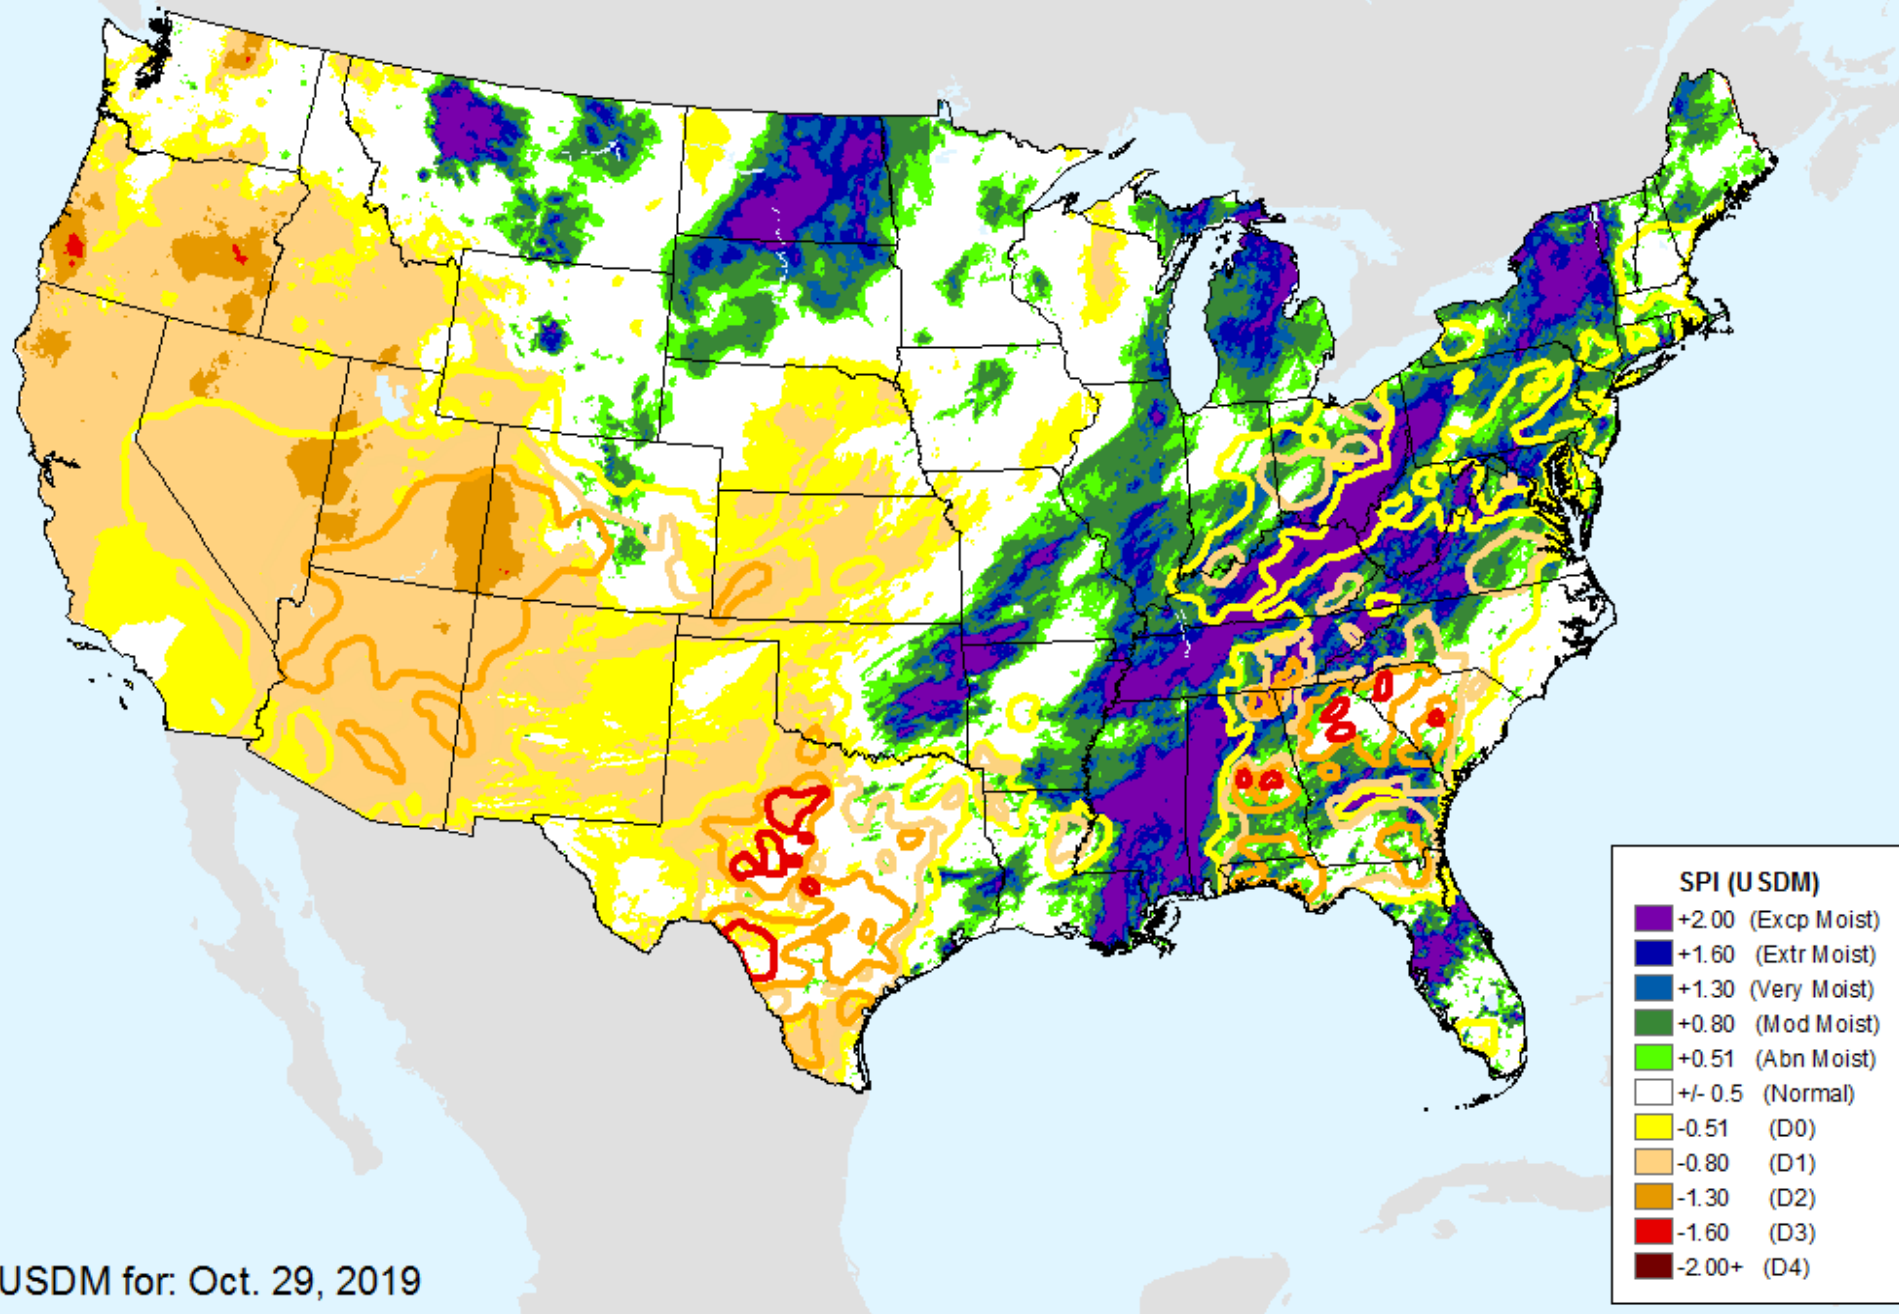 SPI (USDM)
+2.00 (Excp Moist)
+1.60 (Extr Moist)
+1.30 (Very Moist)
+0.80 (Mod Moist)
+0.51 (Abn Moist)
+/- 0.5 (Normal)
-0.51 (D0)
-0.80 (D1)
-1.30 (D2)
-1.60 (D3)
-2.00+ (D4)
USDM for: Oct. 29, 2019